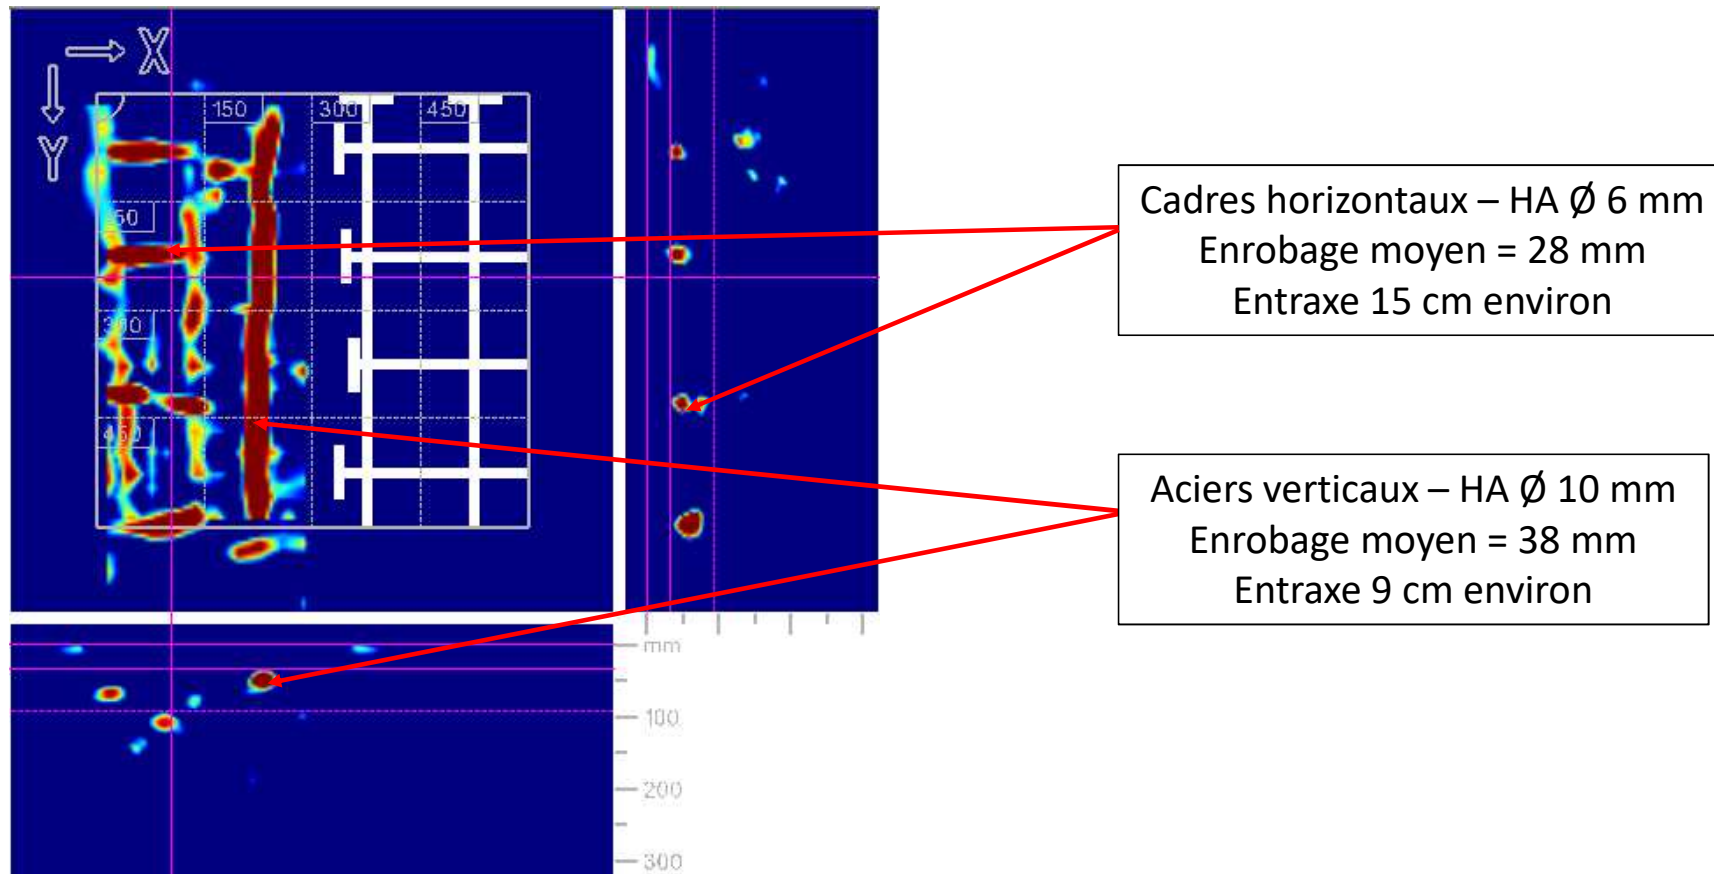 X
Y
150
300
450
300
450
Cadres horizontaux – HA Ø 6 mm
Enrobage moyen = 28 mm
Entraxe 15 cm environ
Aciers verticaux – HA Ø 10 mm
Enrobage moyen = 38 mm
Entraxe 9 cm environ
mm
100
200
300